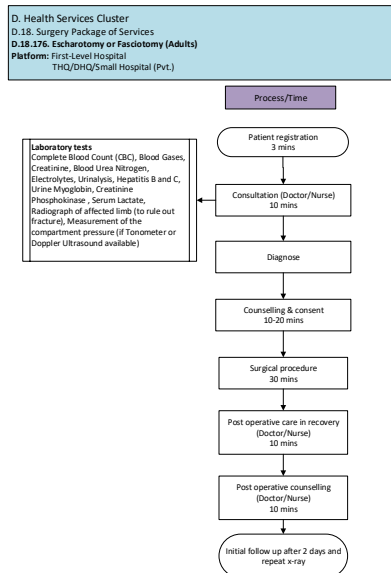 D. Health Services Cluster
D.18. Surgery Package of Services
D.18.176. Escharotomy or Fasciotomy (Adults)
Platform: First-Level Hospital
THQ/DHQ/Small Hospital (Pvt.)
Process/Time
Patient registration
3 mins
Laboratory tests
Complete Blood Count (CBC), Blood Gases,
Creatinine, Blood Urea Nitrogen,
Electrolytes, Urinalysis, Hepatitis B and C,
Urine Myoglobin, Creatinine
Phosphokinase , Serum Lactate,
Radiograph of affected limb (to rule out
fracture), Measurement of the
compartment pressure (if Tonometer or
Doppler Ultrasound available)
Consultation (Doctor/Nurse)
10 mins
Diagnose
Counselling & consent
10-20 mins
Surgical procedure
30 mins
Post operative care in recovery
(Doctor/Nurse)
10 mins
Post operative counselling
(Doctor/Nurse)
10 mins
Initial follow up after 2 days and
repeat x-ray